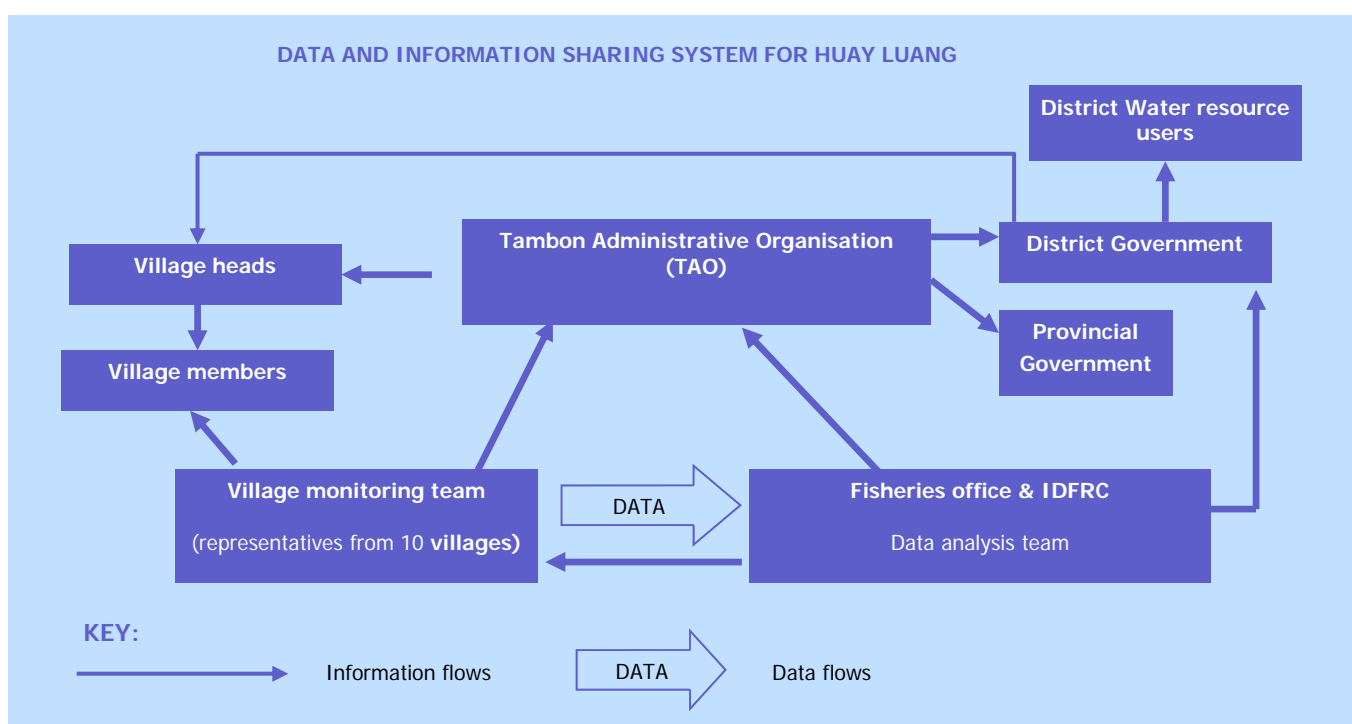 DATA AND INFORMATION SHARING SYSTEM FOR HUAY LUANG
District Water resource
users
Tambon Administrative Organisation
(TAO)
District Government
Village heads
Provincial
Government
Village members
Village monitoring team
(representatives from 10 villages)
DATA
Fisheries office & IDFRC
Data analysis team
KEY:
Information flows
DATA
Data flows